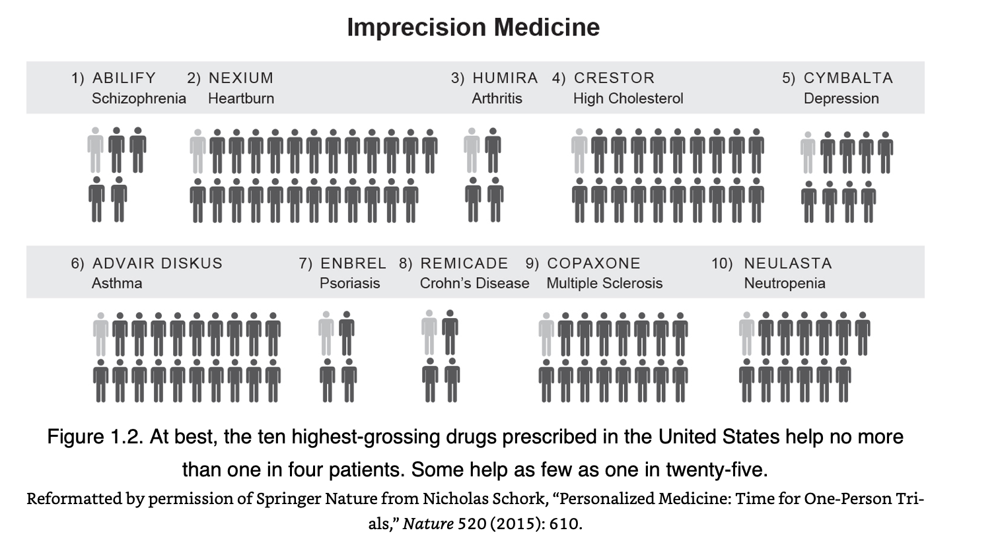 Imprecision Medicine
1) ABILIFY 2) NEXIUM 3) HUMIRA 4) CRESTOR 5) CYMBALTA
Schizophrenia Heartburn Arthritis High Cholesterol Depression
6) ADVAIR DISKUS 7) ENBREL 8) REMICADE 9) COPAXONE 10) NEULASTA
Asthma Psoriasis Crohn’s Disease Multiple Sclerosis Neutropenia
Figure 1.2. At best, the ten highest-grossing drugs prescribed in the United States help no more
than one in four patients. Some help as few as one in twenty-five.
Reformatted by permission of Springer Nature from Nicholas Schork, “Personalized Medicine: Time for One-Person Tri-
als,” Nature 520 (2015): 610.